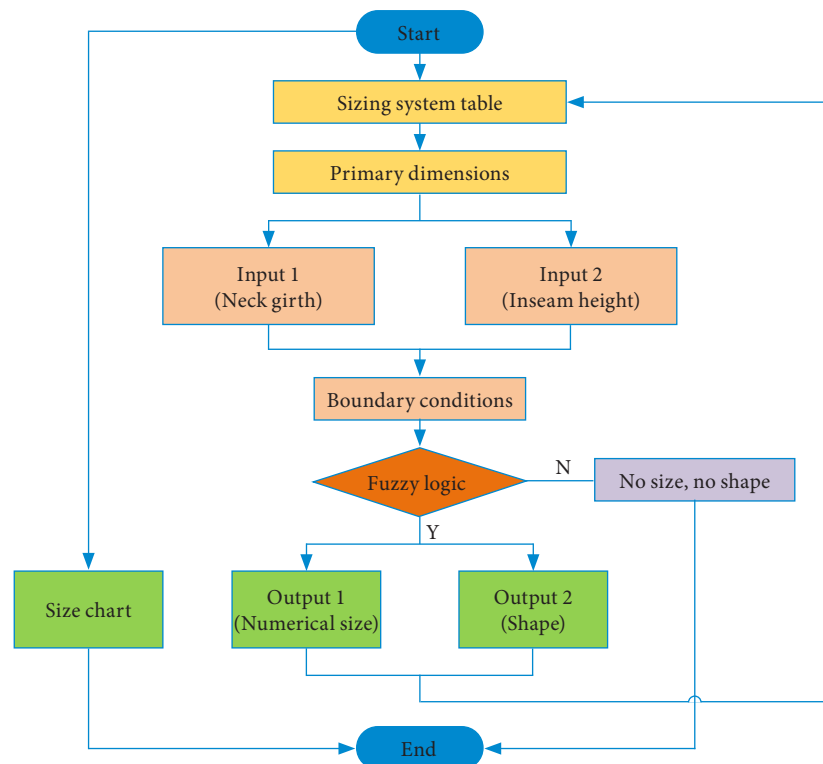 Start
Sizing system table
Primary dimensions
Input 1
(Neck girth)
Input 2
(Inseam height)
Boundary conditions
Fuzzy logic
N
No size, no shape
Y
Size chart
Output 1
(Numerical size)
Output 2
(Shape)
End